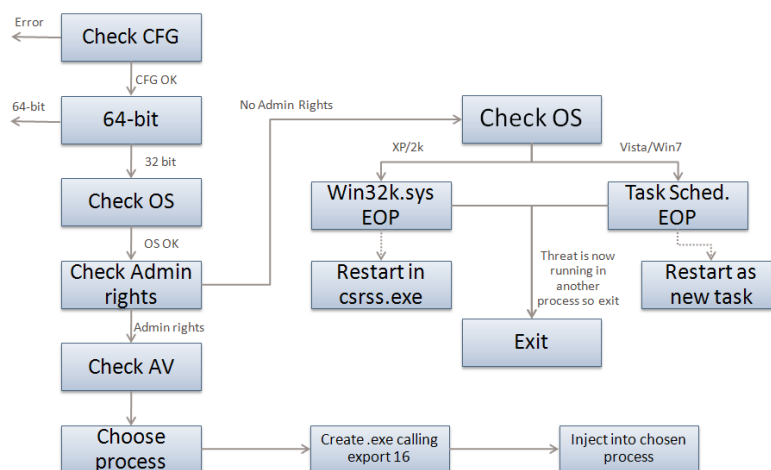 Error
Check CFG
CFG OK
64-bit
64-bit
32 bit
Check OS
OS OK
Check Admin
rights
Admin rights
Check AV
Choose
process
No Admin Rights
Check OS
XP/2k
Vista/Win7
Win32k.sys
EOP
Task Sched.
EOP
Restart in
csrss.exe
Threat is now
running in
another
process so exit
Restart as
new task
Exit
Create .exe calling
export 16
Inject into chosen
process